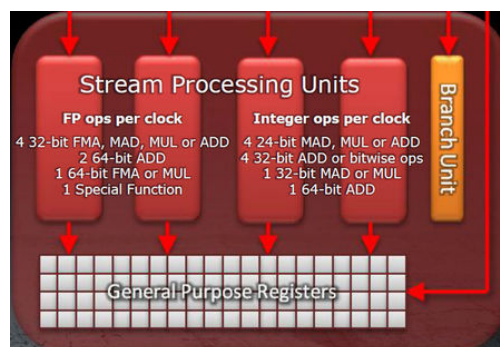 Stream Processing Units
FP ops per clock
4 32-bit FMA, MAD, MUL or ADD
2 64-bit ADD
1 64-bit FMA or MUL
1 Special Function
Integer ops per clock
4 24-bit MAD, MUL or ADD
4 32-bit ADD or bitwise ops
1 32-bit MAD or MUL
1 64-bit ADD
Branch Unit
General Purpose Registers